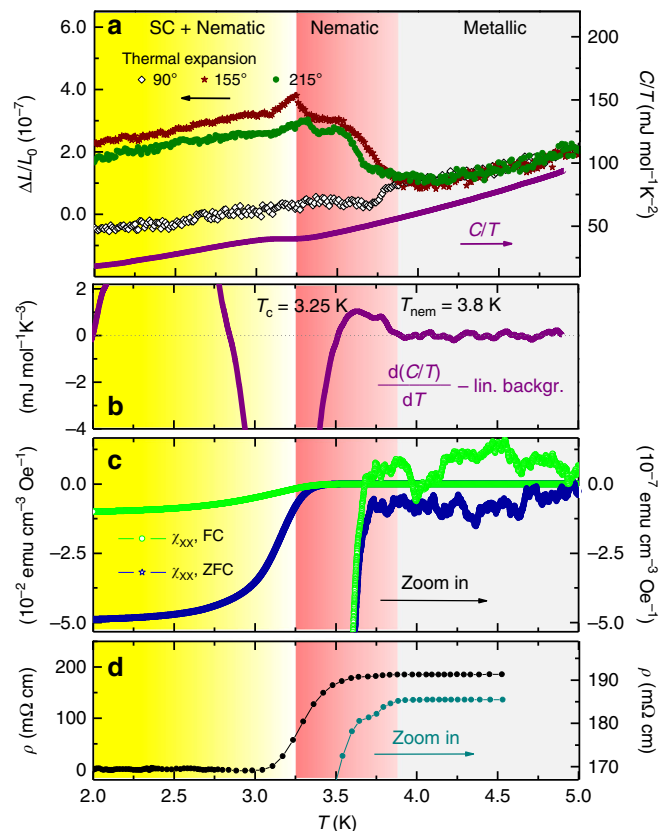 a
SC + Nematic
Nematic
Metallic
Thermal expansion
90° 155° 215°
6.0
4.0
2.0
0.0
ΔL/L₀ (10⁻⁷)
200
150
100
50
C/T
(mJ mol⁻¹K⁻²)
C/T
b
2
0
−2
−4
(mJ mol⁻¹K⁻³)
Tc = 3.25 K
Tnem = 3.8 K
d(C/T)
dT
– lin. backgr.
c
0.0
−2.5
−5.0
(10⁻² emu cm⁻³ Oe⁻¹)
χxx, FC
χxx, ZFC
Zoom in
0.0
−2.5
−5.0
(10⁻⁷ emu cm⁻³ Oe⁻¹)
d
200
100
0
ρ (mΩ cm)
Zoom in
190
180
170
ρ (mΩ cm)
2.0 2.5 3.0 3.5 4.0 4.5 5.0
T (K)